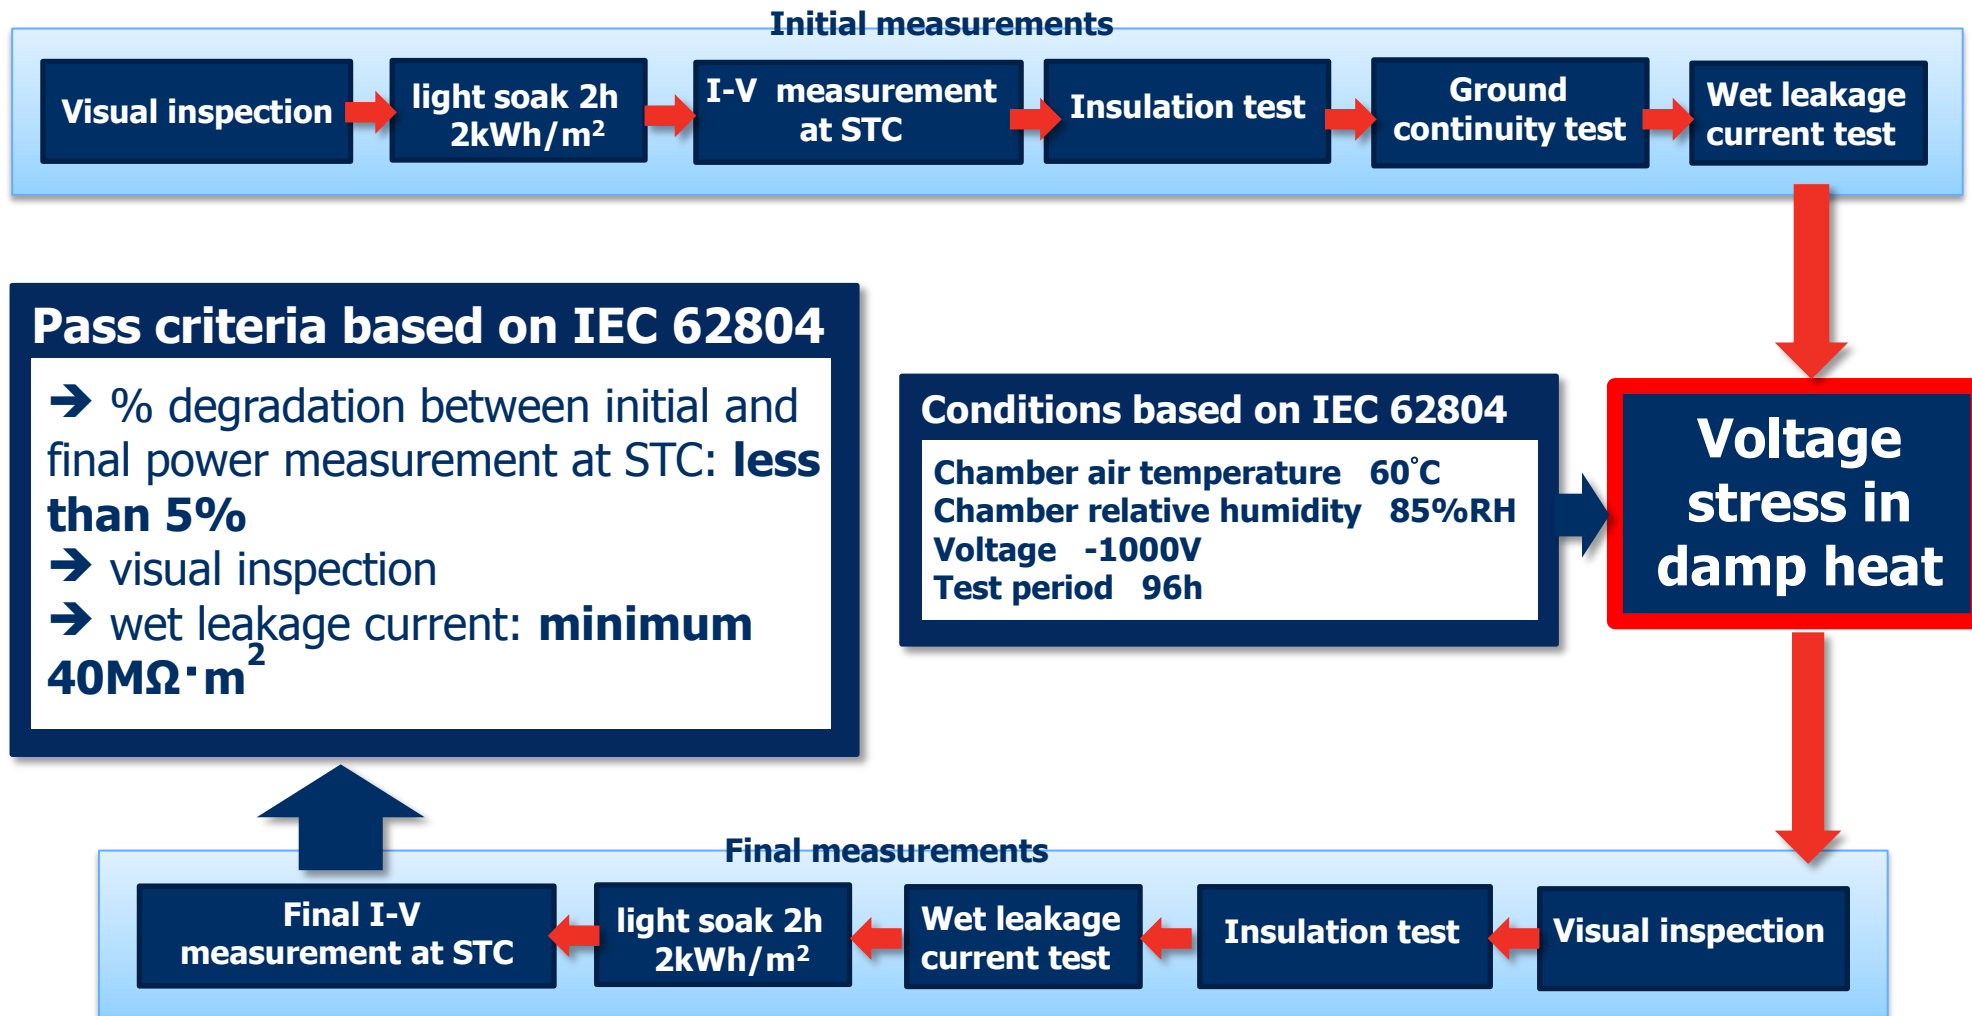 Initial measurements
Visual inspection
light soak 2h
2kWh/m²
I-V measurement
at STC
Insulation test
Ground
continuity test
Wet leakage
current test
Pass criteria based on IEC 62804
➔ % degradation between initial and
final power measurement at STC: less
than 5%
➔ visual inspection
➔ wet leakage current: minimum
40MΩ·m²
Conditions based on IEC 62804
Chamber air temperature 60°C
Chamber relative humidity 85%RH
Voltage -1000V
Test period 96h
Voltage
stress in
damp heat
Final measurements
Final I-V
measurement at STC
light soak 2h
2kWh/m²
Wet leakage
current test
Insulation test
Visual inspection